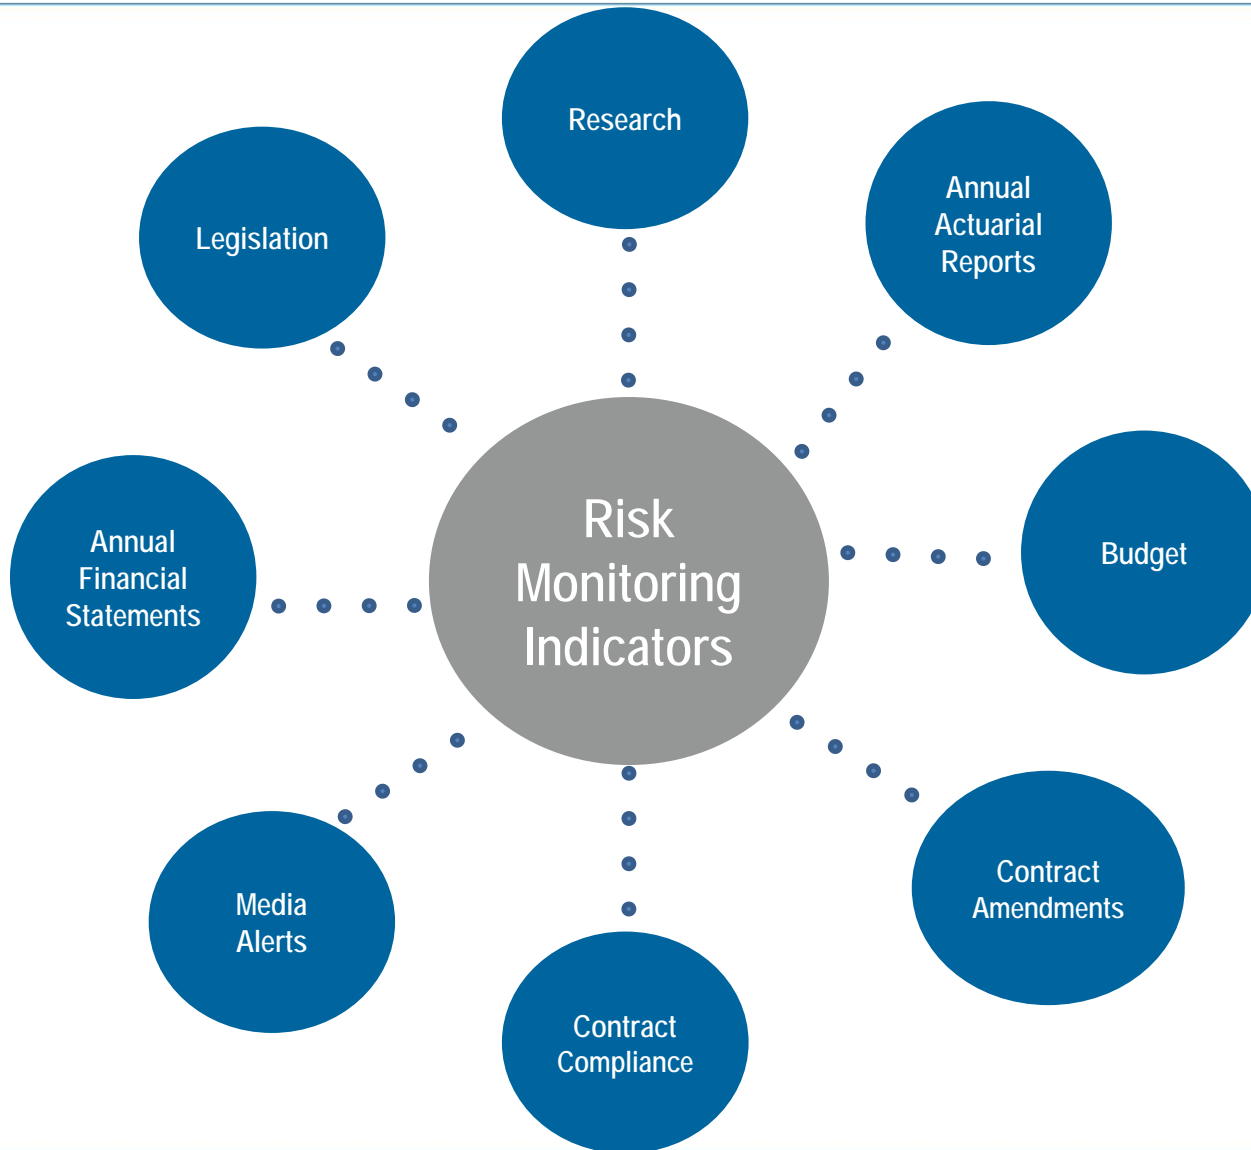 Research
Annual
Actuarial
Reports
Legislation
Risk
Monitoring
Indicators
Budget
Annual
Financial
Statements
Contract
Amendments
Media
Alerts
Contract
Compliance